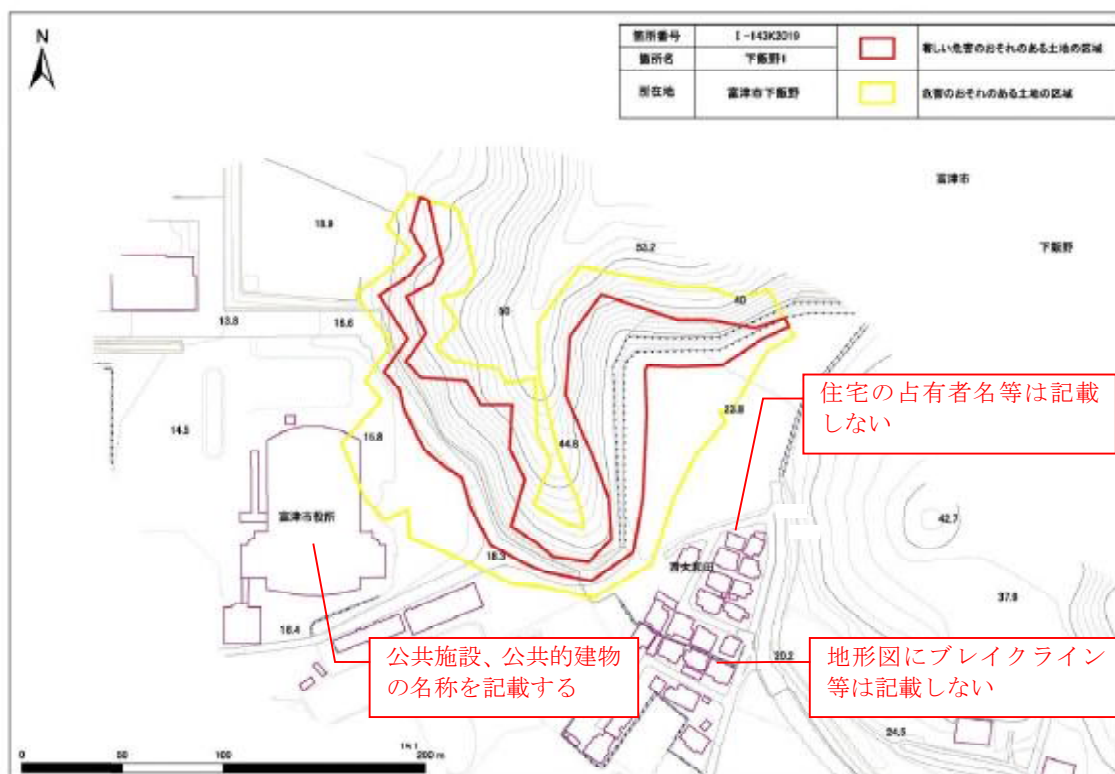 N
箇所番号 I-143K2019
箇所名 下飯野1
所在地 富津市下飯野
著しい危害のおそれのある土地の区域
危害のおそれのある土地の区域
富津市
下飯野
18.9
53.2
40
50
13.8
16.6
住宅の占有者名等は記載
しない
23.8
14.5
15.8
44.8
富津市役所
42.7
18.3
37.9
16.4
公共施設、公共的建物
の名称を記載する
20.2
地形図にブレイクライン
等は記載しない
24.5
0 50 100 200 m